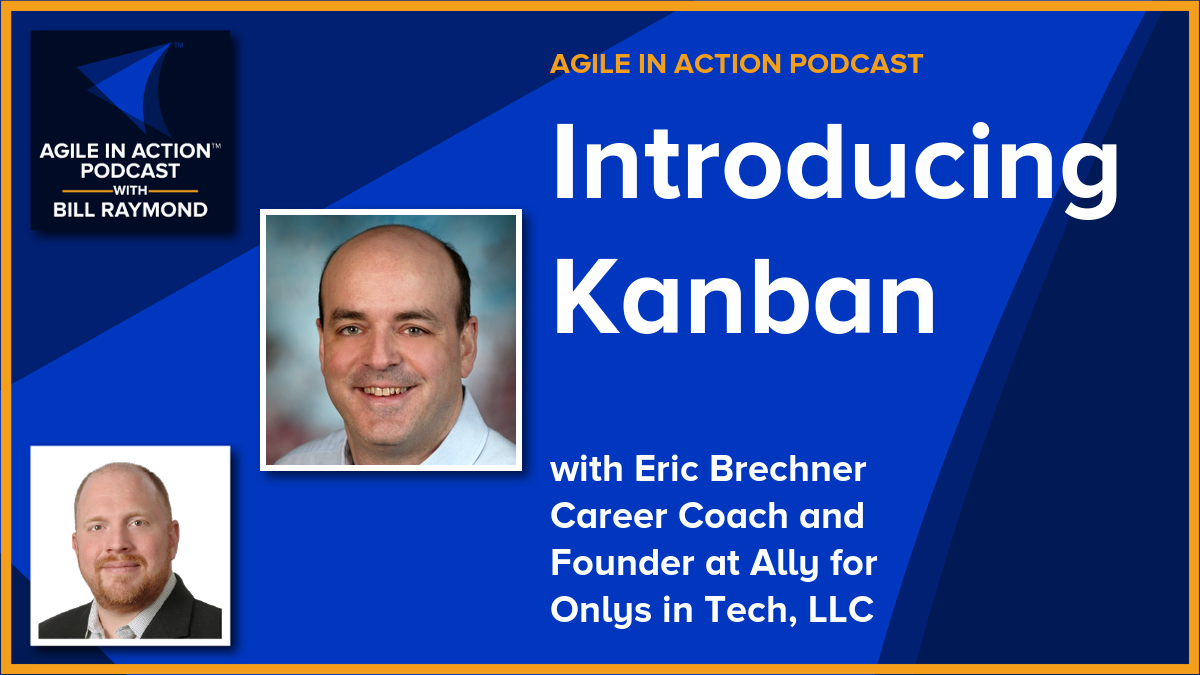 AGILE IN ACTION™
PODCAST
WITH
BILL RAYMOND
AGILE IN ACTION PODCAST
Introducing
Kanban
with Eric Brechner
Career Coach and
Founder at Ally for
Onlys in Tech, LLC
TM